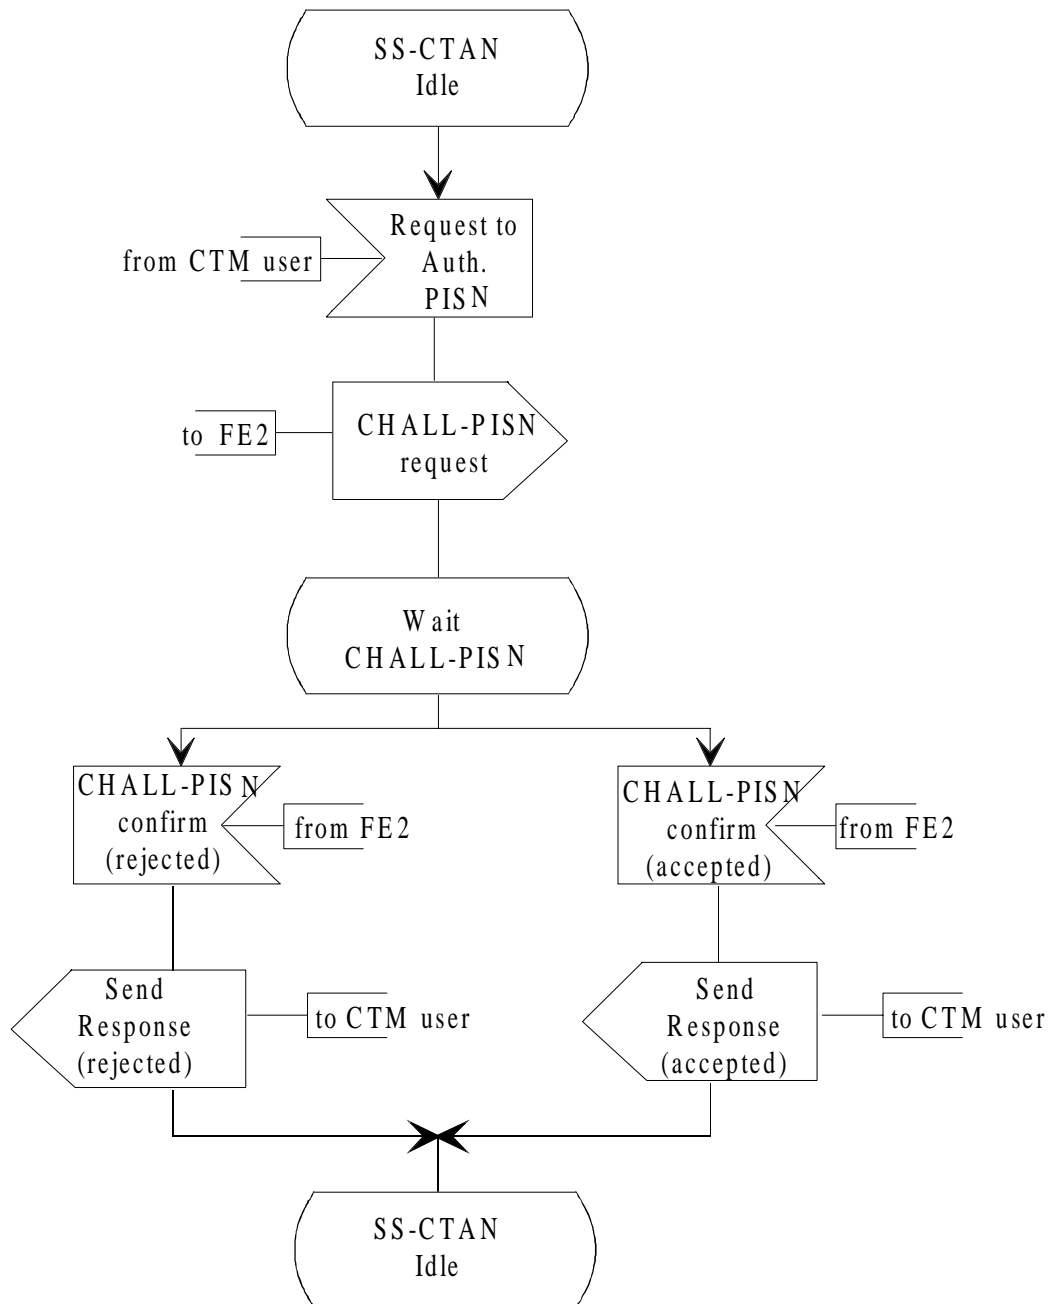 SS-CTAN
Idle
Request to
Auth.
PISN
from CTM user
CHALL-PISN
request
to FE2
Wait
CHALL-PISN
CHALL-PISN
confirm
(rejected)
from FE2
CHALL-PISN
confirm
(accepted)
from FE2
Send
Response
(rejected)
to CTM user
Send
Response
(accepted)
to CTM user
SS-CTAN
Idle